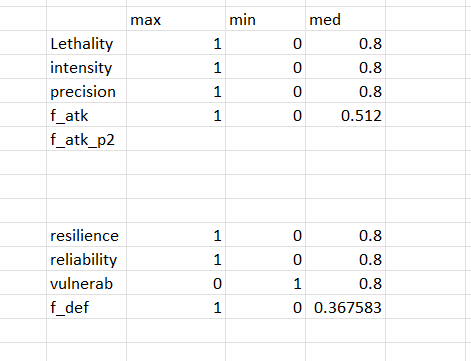 max min med
Lethality 1 0 0.8
intensity 1 0 0.8
precision 1 0 0.8
f_atk 1 0 0.512
f_atk_p2
resilience 1 0 0.8
reliability 1 0 0.8
vulnerab 0 1 0.8
f_def 1 0 0.367583